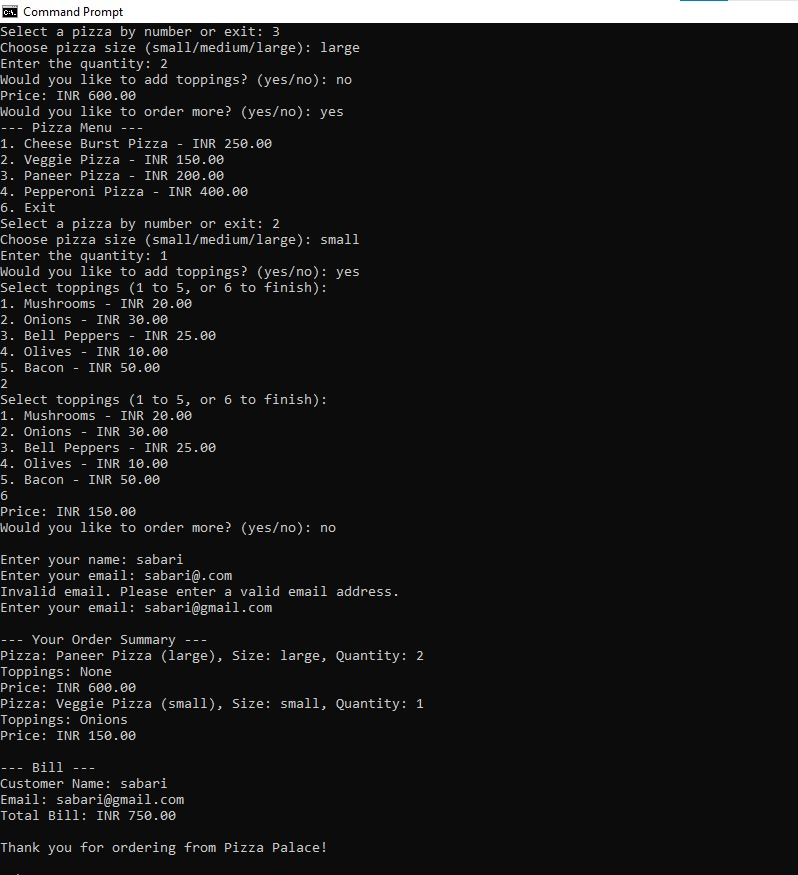 Command Prompt
Select a pizza by number or exit: 3
Choose pizza size (small/medium/large): large
Enter the quantity: 2
Would you like to add toppings? (yes/no): no
Price: INR 600.00
Would you like to order more? (yes/no): yes
--- Pizza Menu ---
1. Cheese Burst Pizza - INR 250.00
2. Veggie Pizza - INR 150.00
3. Paneer Pizza - INR 200.00
4. Pepperoni Pizza - INR 400.00
6. Exit
Select a pizza by number or exit: 2
Choose pizza size (small/medium/large): small
Enter the quantity: 1
Would you like to add toppings? (yes/no): yes
Select toppings (1 to 5, or 6 to finish):
1. Mushrooms - INR 20.00
2. Onions - INR 30.00
3. Bell Peppers - INR 25.00
4. Olives - INR 10.00
5. Bacon - INR 50.00
2
Select toppings (1 to 5, or 6 to finish):
1. Mushrooms - INR 20.00
2. Onions - INR 30.00
3. Bell Peppers - INR 25.00
4. Olives - INR 10.00
5. Bacon - INR 50.00
6
Price: INR 150.00
Would you like to order more? (yes/no): no
Enter your name: sabari
Enter your email: sabari@.com
Invalid email. Please enter a valid email address.
Enter your email: sabari@gmail.com
--- Your Order Summary ---
Pizza: Paneer Pizza (large), Size: large, Quantity: 2
Toppings: None
Price: INR 600.00
Pizza: Veggie Pizza (small), Size: small, Quantity: 1
Toppings: Onions
Price: INR 150.00
--- Bill ---
Customer Name: sabari
Email: sabari@gmail.com
Total Bill: INR 750.00
Thank you for ordering from Pizza Palace!